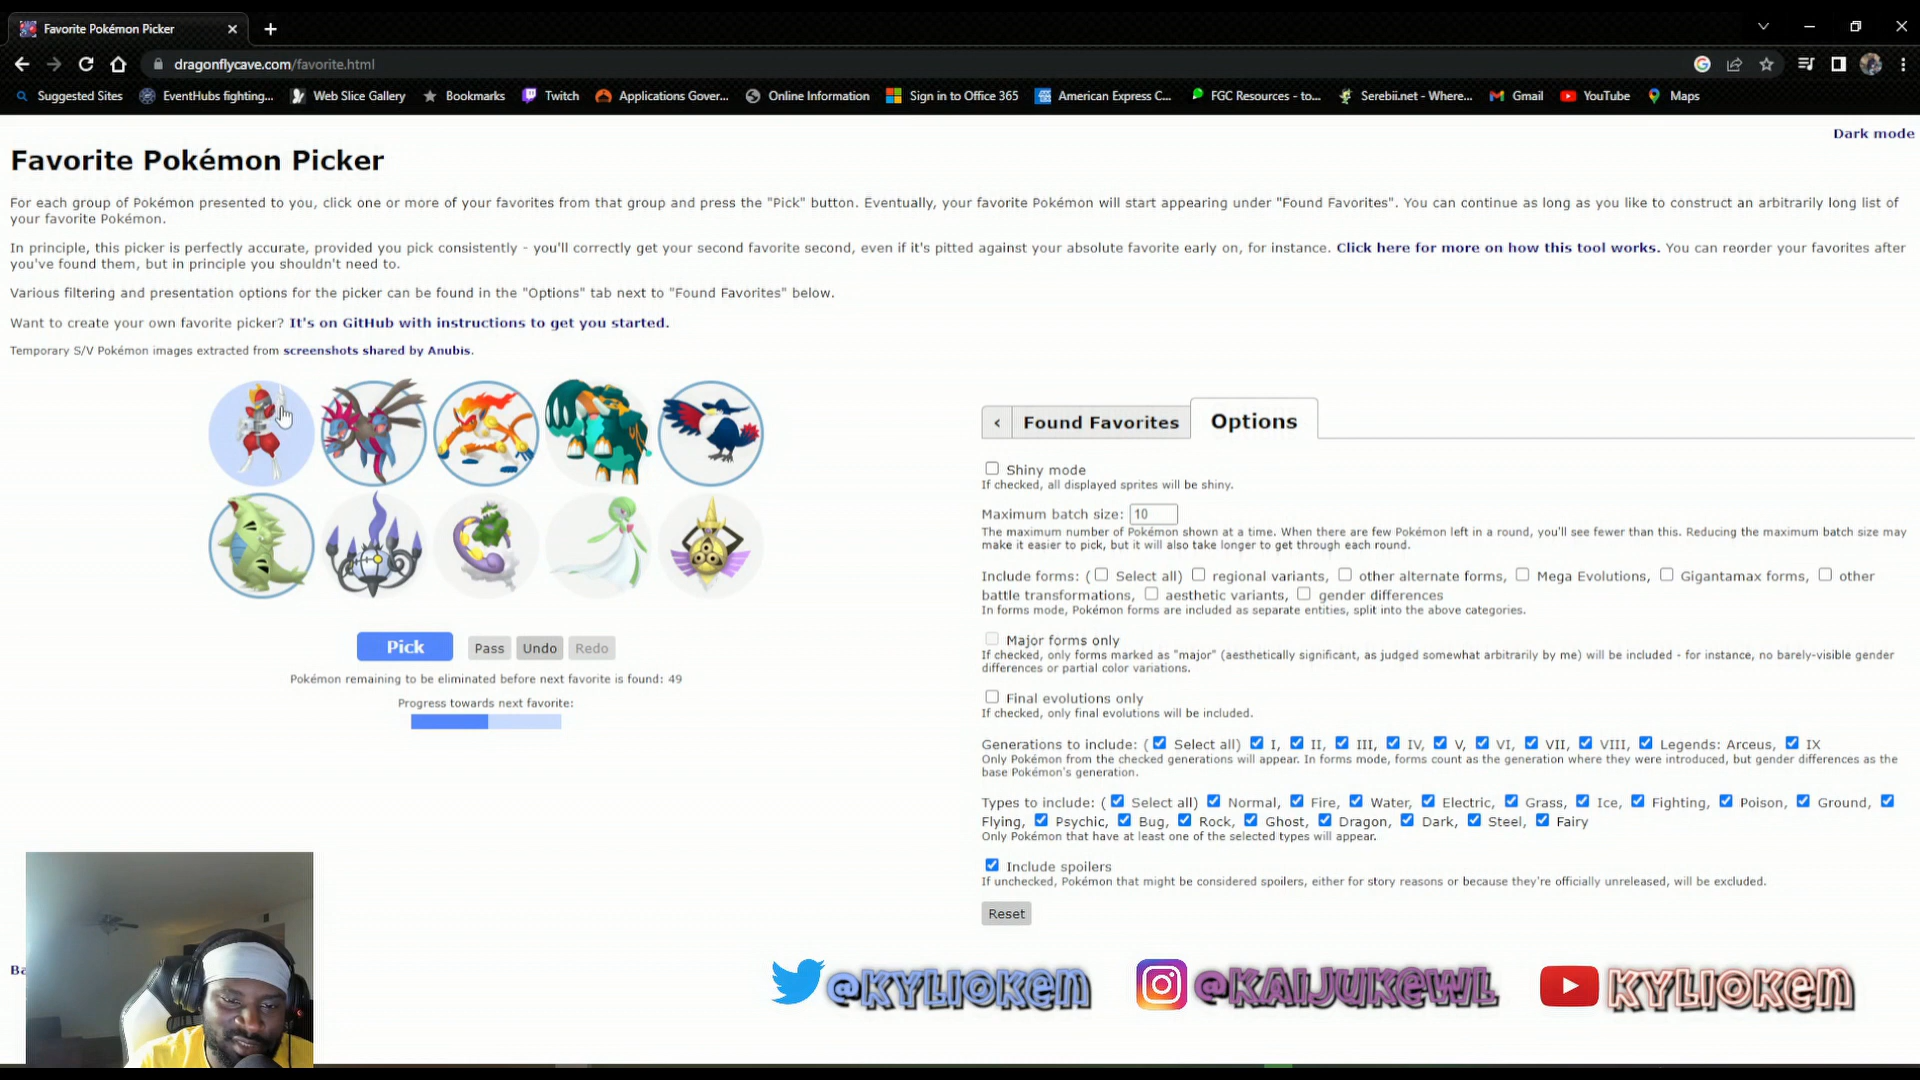 Favorite Pokémon Picker
dragonflycave.com/favorite.html
Suggested Sites EventHubs fighting... Web Slice Gallery Bookmarks Twitch Applications Gover... Online Information Sign in to Office 365 American Express C... FGC Resources - to... Serebii.net - Where... Gmail YouTube Maps
Dark mode
Favorite Pokémon Picker
For each group of Pokémon presented to you, click one or more of your favorites from that group and press the "Pick" button. Eventually, your favorite Pokémon will start appearing under "Found Favorites". You can continue as long as you like to construct an arbitrarily long list of
your favorite Pokémon.
In principle, this picker is perfectly accurate, provided you pick consistently - you'll correctly get your second favorite second, even if it's pitted against your absolute favorite early on, for instance. Click here for more on how this tool works. You can reorder your favorites after
you've found them, but in principle you shouldn't need to.
Various filtering and presentation options for the picker can be found in the "Options" tab next to "Found Favorites" below.
Want to create your own favorite picker? It's on GitHub with instructions to get you started.
Temporary S/V Pokémon images extracted from screenshots shared by Anubis.
Pick Pass Undo Redo
Pokémon remaining to be eliminated before next favorite is found: 49
Progress towards next favorite:
‹ Found Favorites Options
Shiny mode
If checked, all displayed sprites will be shiny.
Maximum batch size: 10
The maximum number of Pokémon shown at a time. When there are few Pokémon left in a round, you'll see fewer than this. Reducing the maximum batch size may
make it easier to pick, but it will also take longer to get through each round.
Include forms: ( Select all) regional variants, other alternate forms, Mega Evolutions, Gigantamax forms, other
battle transformations, aesthetic variants, gender differences
In forms mode, Pokémon forms are included as separate entities, split into the above categories.
Major forms only
If checked, only forms marked as "major" (aesthetically significant, as judged somewhat arbitrarily by me) will be included - for instance, no barely-visible gender
differences or partial color variations.
Final evolutions only
If checked, only final evolutions will be included.
Generations to include: ( Select all) I, II, III, IV, V, VI, VII, VIII, Legends: Arceus, IX
Only Pokémon from the checked generations will appear. In forms mode, forms count as the generation where they were introduced, but gender differences as the
base Pokémon's generation.
Types to include: ( Select all) Normal, Fire, Water, Electric, Grass, Ice, Fighting, Poison, Ground,
Flying, Psychic, Bug, Rock, Ghost, Dragon, Dark, Steel, Fairy
Only Pokémon that have at least one of the selected types will appear.
Include spoilers
If unchecked, Pokémon that might be considered spoilers, either for story reasons or because they're officially unreleased, will be excluded.
Reset
Ba
@KYLIOKEN @KAIJUKEWL KYLIOKEN